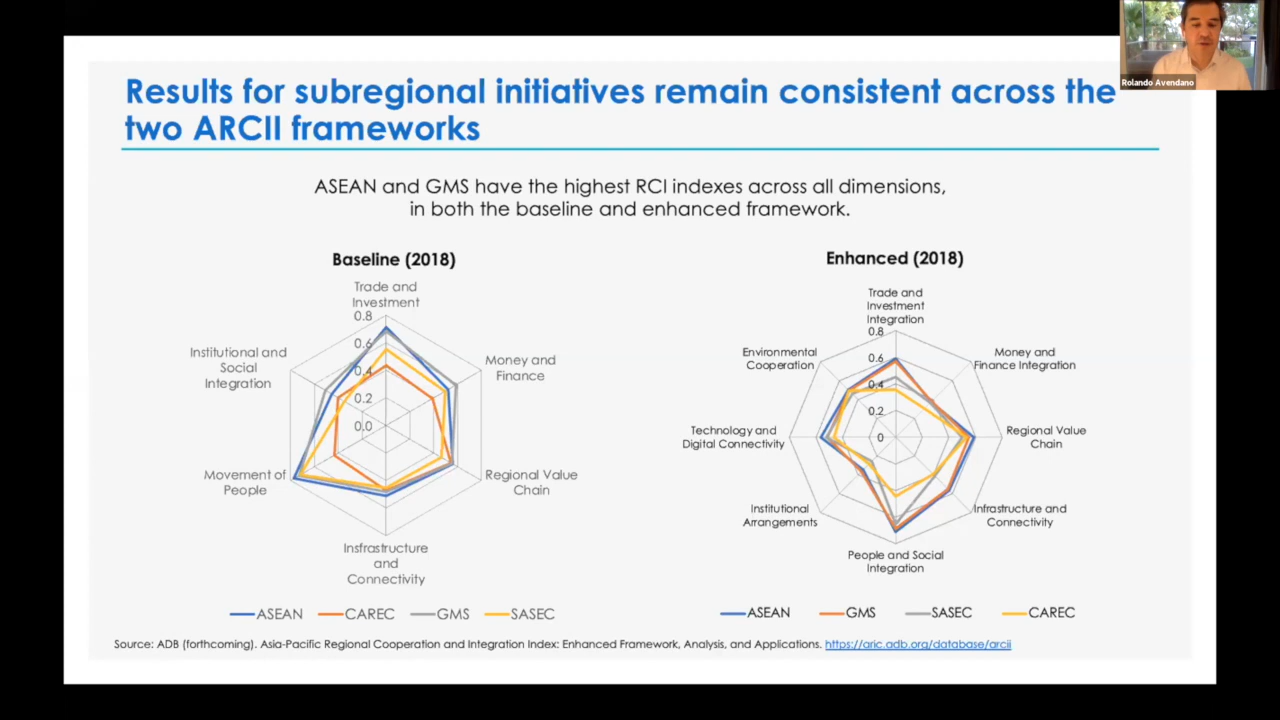 Rolando Avendano
Results for subregional initiatives remain consistent across the
two ARCII frameworks
ASEAN and GMS have the highest RCI indexes across all dimensions,
in both the baseline and enhanced framework.
Baseline (2018)
Trade and
Investment
0.8
0.6
0.4
0.2
0.0
Money and
Finance
Regional Value
Chain
Insfrastructure
and
Connectivity
Movement of
People
Institutional and
Social
Integration
ASEAN CAREC GMS SASEC
Enhanced (2018)
Trade and
Investment
Integration
0.8
0.6
0.4
0.2
0
Money and
Finance Integration
Regional Value
Chain
Infrastructure and
Connectivity
People and Social
Integration
Institutional
Arrangements
Technology and
Digital Connectivity
Environmental
Cooperation
ASEAN GMS SASEC CAREC
Source: ADB (forthcoming). Asia-Pacific Regional Cooperation and Integration Index: Enhanced Framework, Analysis, and Applications. https://aric.adb.org/database/arcii